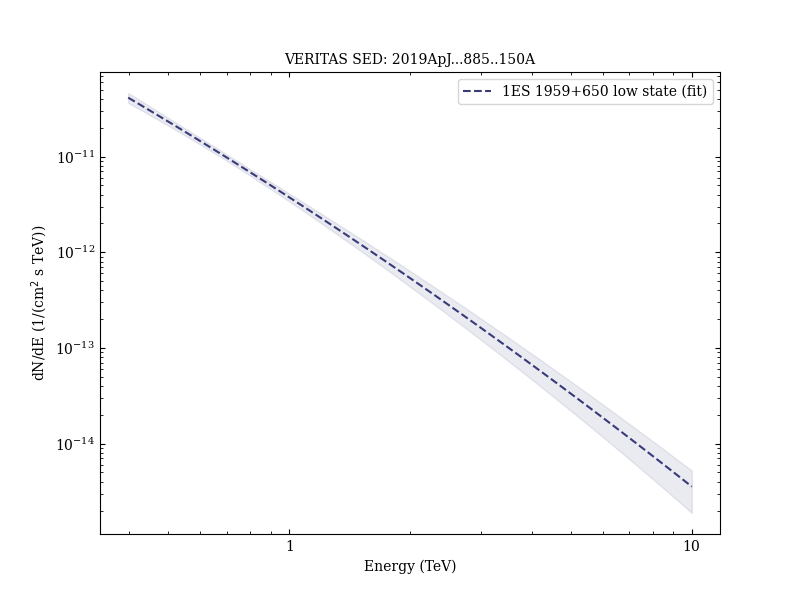 VERITAS SED: 2019ApJ...885..150A
1ES 1959+650 low state (fit)
10⁻¹¹
10⁻¹²
10⁻¹³
10⁻¹⁴
dN/dE (1/(cm² s TeV))
1
10
Energy (TeV)